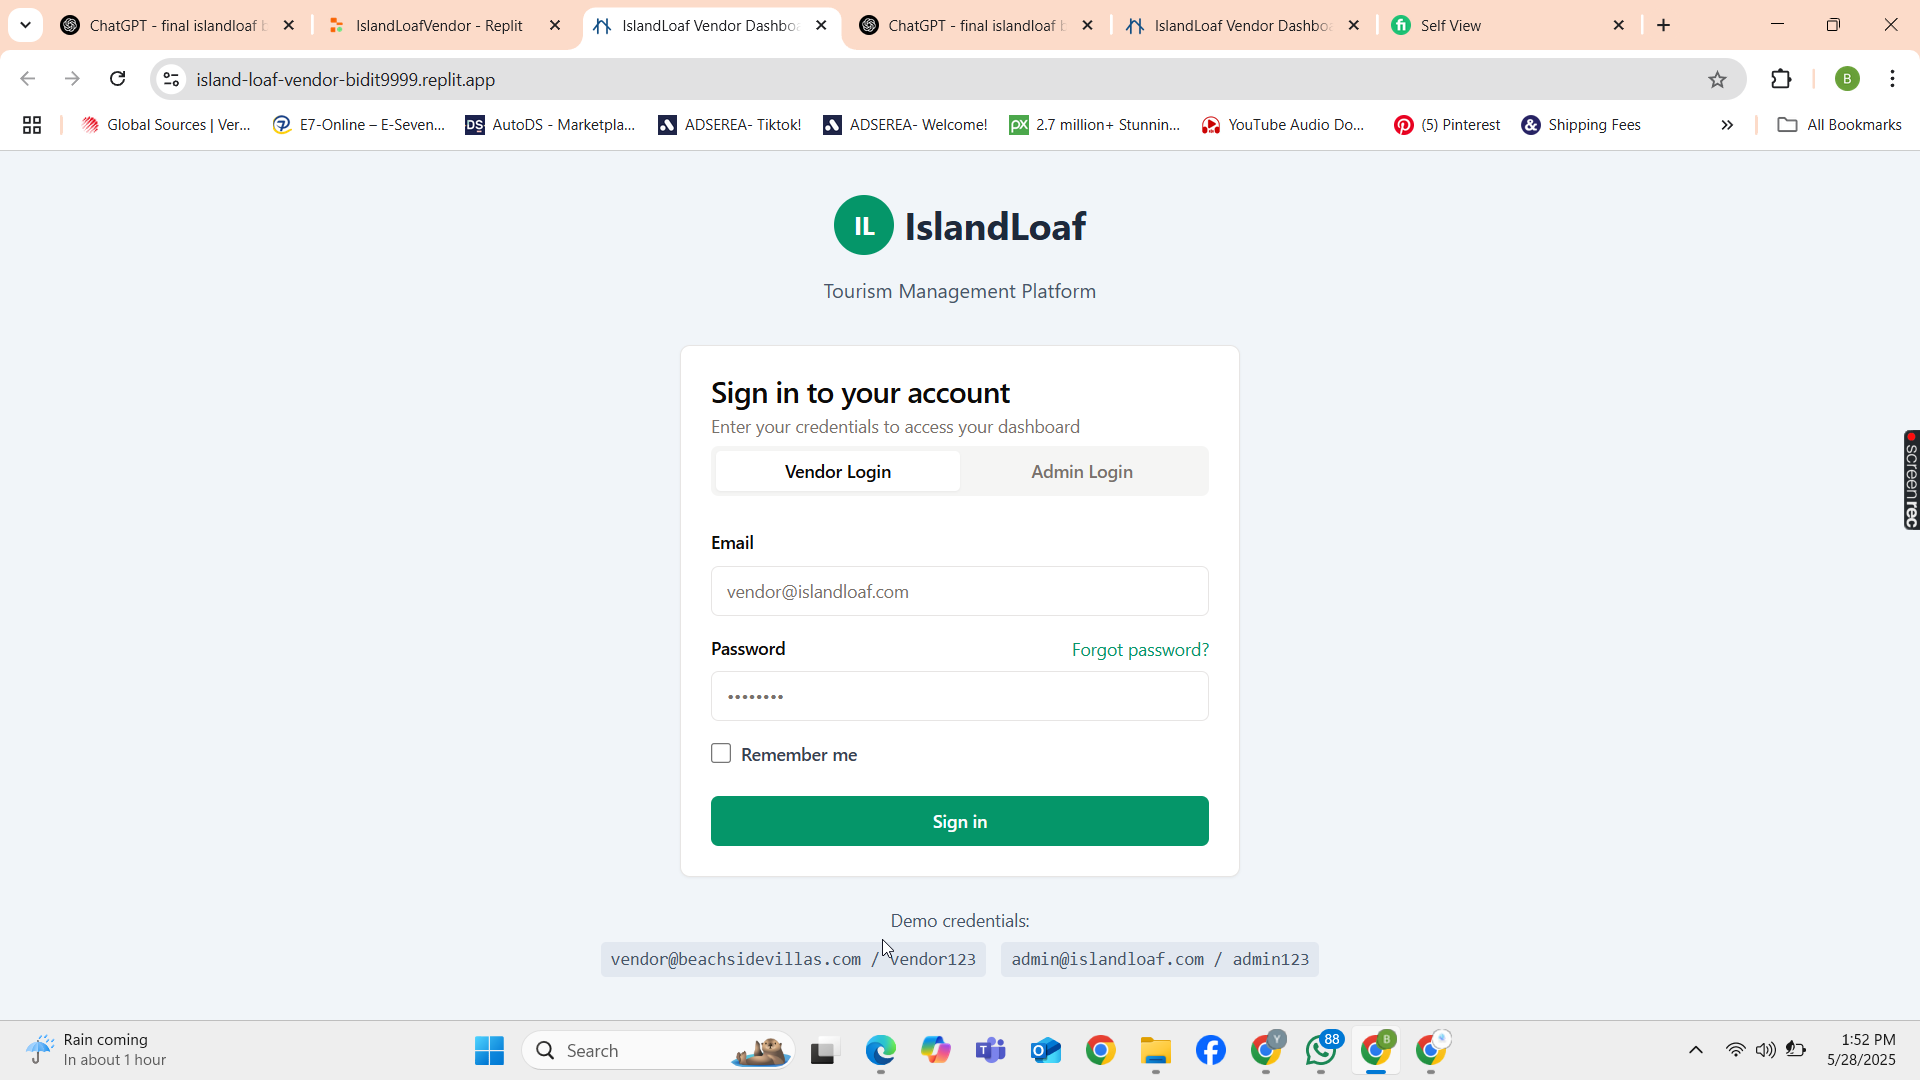 ChatGPT - final islandloaf b
IslandLoafVendor - Replit
IslandLoaf Vendor Dashboa
ChatGPT - final islandloaf b
IslandLoaf Vendor Dashboa
Self View
island-loaf-vendor-bidit9999.replit.app
B
Global Sources | Ver...
E7-Online – E-Seven...
DS
AutoDS - Marketpla...
ADSEREA- Tiktok!
ADSEREA- Welcome!
px
2.7 million+ Stunnin...
YouTube Audio Do...
(5) Pinterest
Shipping Fees
All Bookmarks
IL
IslandLoaf
Tourism Management Platform
Sign in to your account
Enter your credentials to access your dashboard
Vendor Login
Admin Login
Email
vendor@islandloaf.com
Password
Forgot password?
Remember me
Sign in
Demo credentials:
vendor@beachsidevillas.com / vendor123
admin@islandloaf.com / admin123
screenrec
Rain coming
In about 1 hour
Search
Y
88
B
1:52 PM
5/28/2025